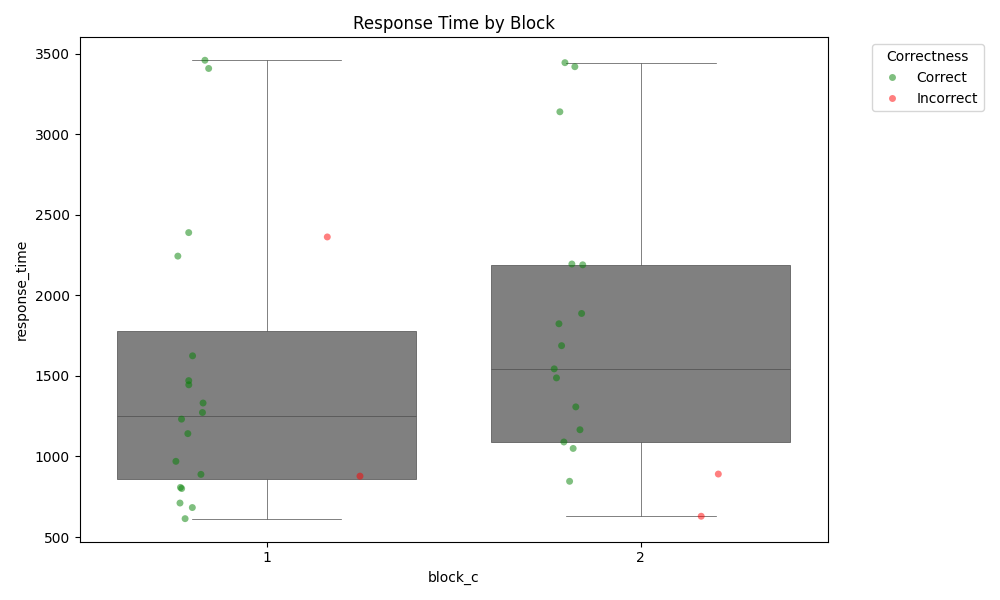 Response Time by Block
response_time
3500
3000
2500
2000
1500
1000
500
1
2
block_c
Correctness
Correct
Incorrect